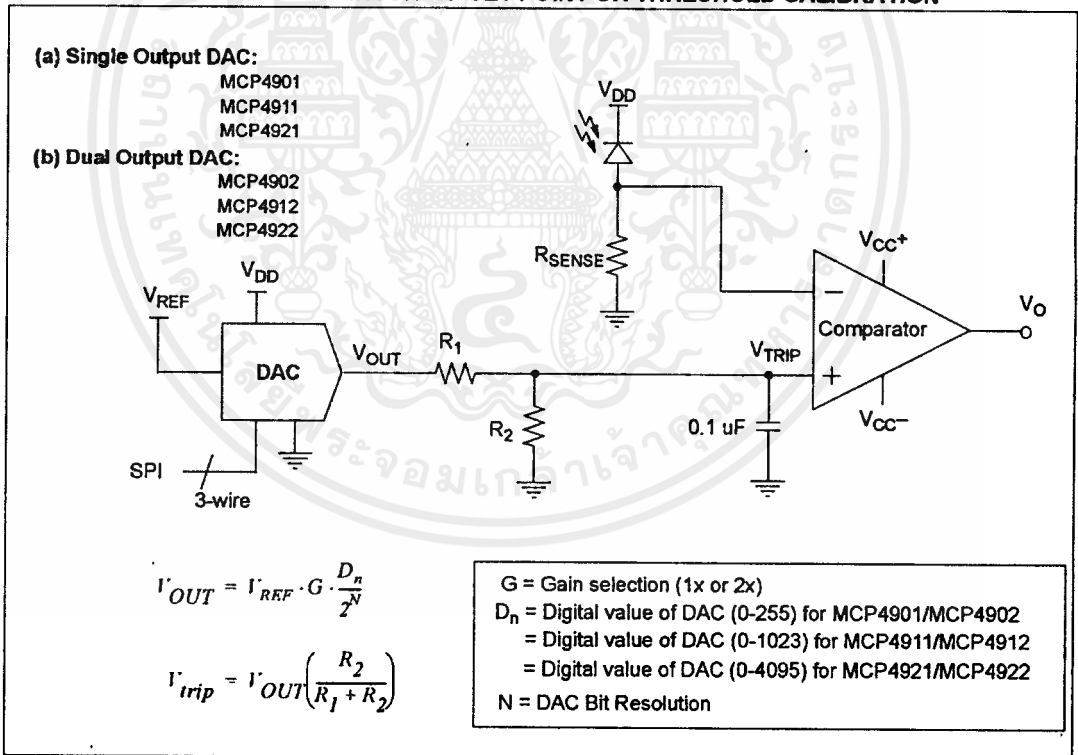 (a) Single Output DAC:
MCP4901
MCP4911
MCP4921
(b) Dual Output DAC:
MCP4902
MCP4912
MCP4922
V_DD
V_REF
DAC
V_OUT
SPI
3-wire
R_1
R_2
V_DD
R_SENSE
V_TRIP
0.1 uF
V_CC+
−
Comparator
+
V_CC−
V_O
V_OUT = V_REF · G · D_n / 2^N
V_trip = V_OUT (R_2 / (R_1 + R_2))
G = Gain selection (1x or 2x)
D_n = Digital value of DAC (0-255) for MCP4901/MCP4902
= Digital value of DAC (0-1023) for MCP4911/MCP4912
= Digital value of DAC (0-4095) for MCP4921/MCP4922
N = DAC Bit Resolution